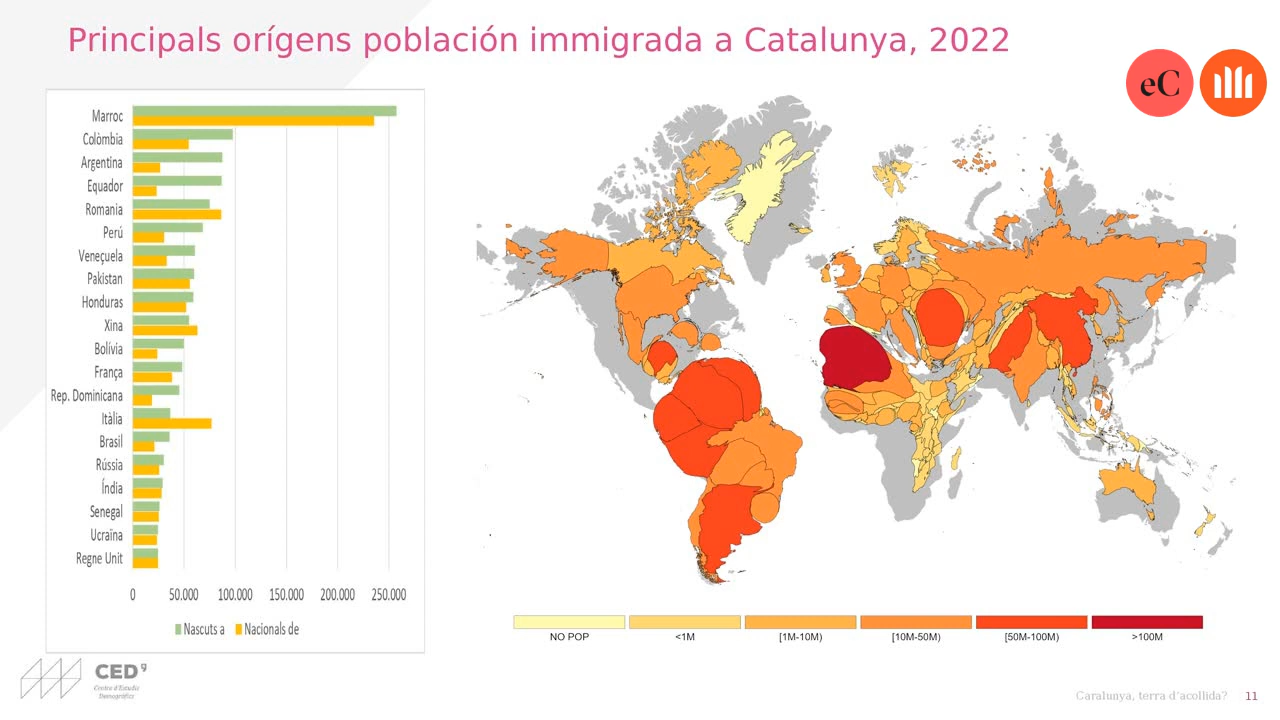 Principals orígens población immigrada a Catalunya, 2022
eC
Marroc
Colòmbia
Argentina
Equador
Romania
Perú
Veneçuela
Pakistan
Honduras
Xina
Bolívia
França
Rep. Dominicana
Itàlia
Brasil
Rússia
Índia
Senegal
Ucraïna
Regne Unit
0 50.000 100.000 150.000 200.000 250.000
Nascuts a Nacionals de
NO POP <1M [1M-10M) [10M-50M) [50M-100M) >100M
CED⁹
Centre d'Estudis
Demogràfics
Caralunya, terra d'acollida? 11